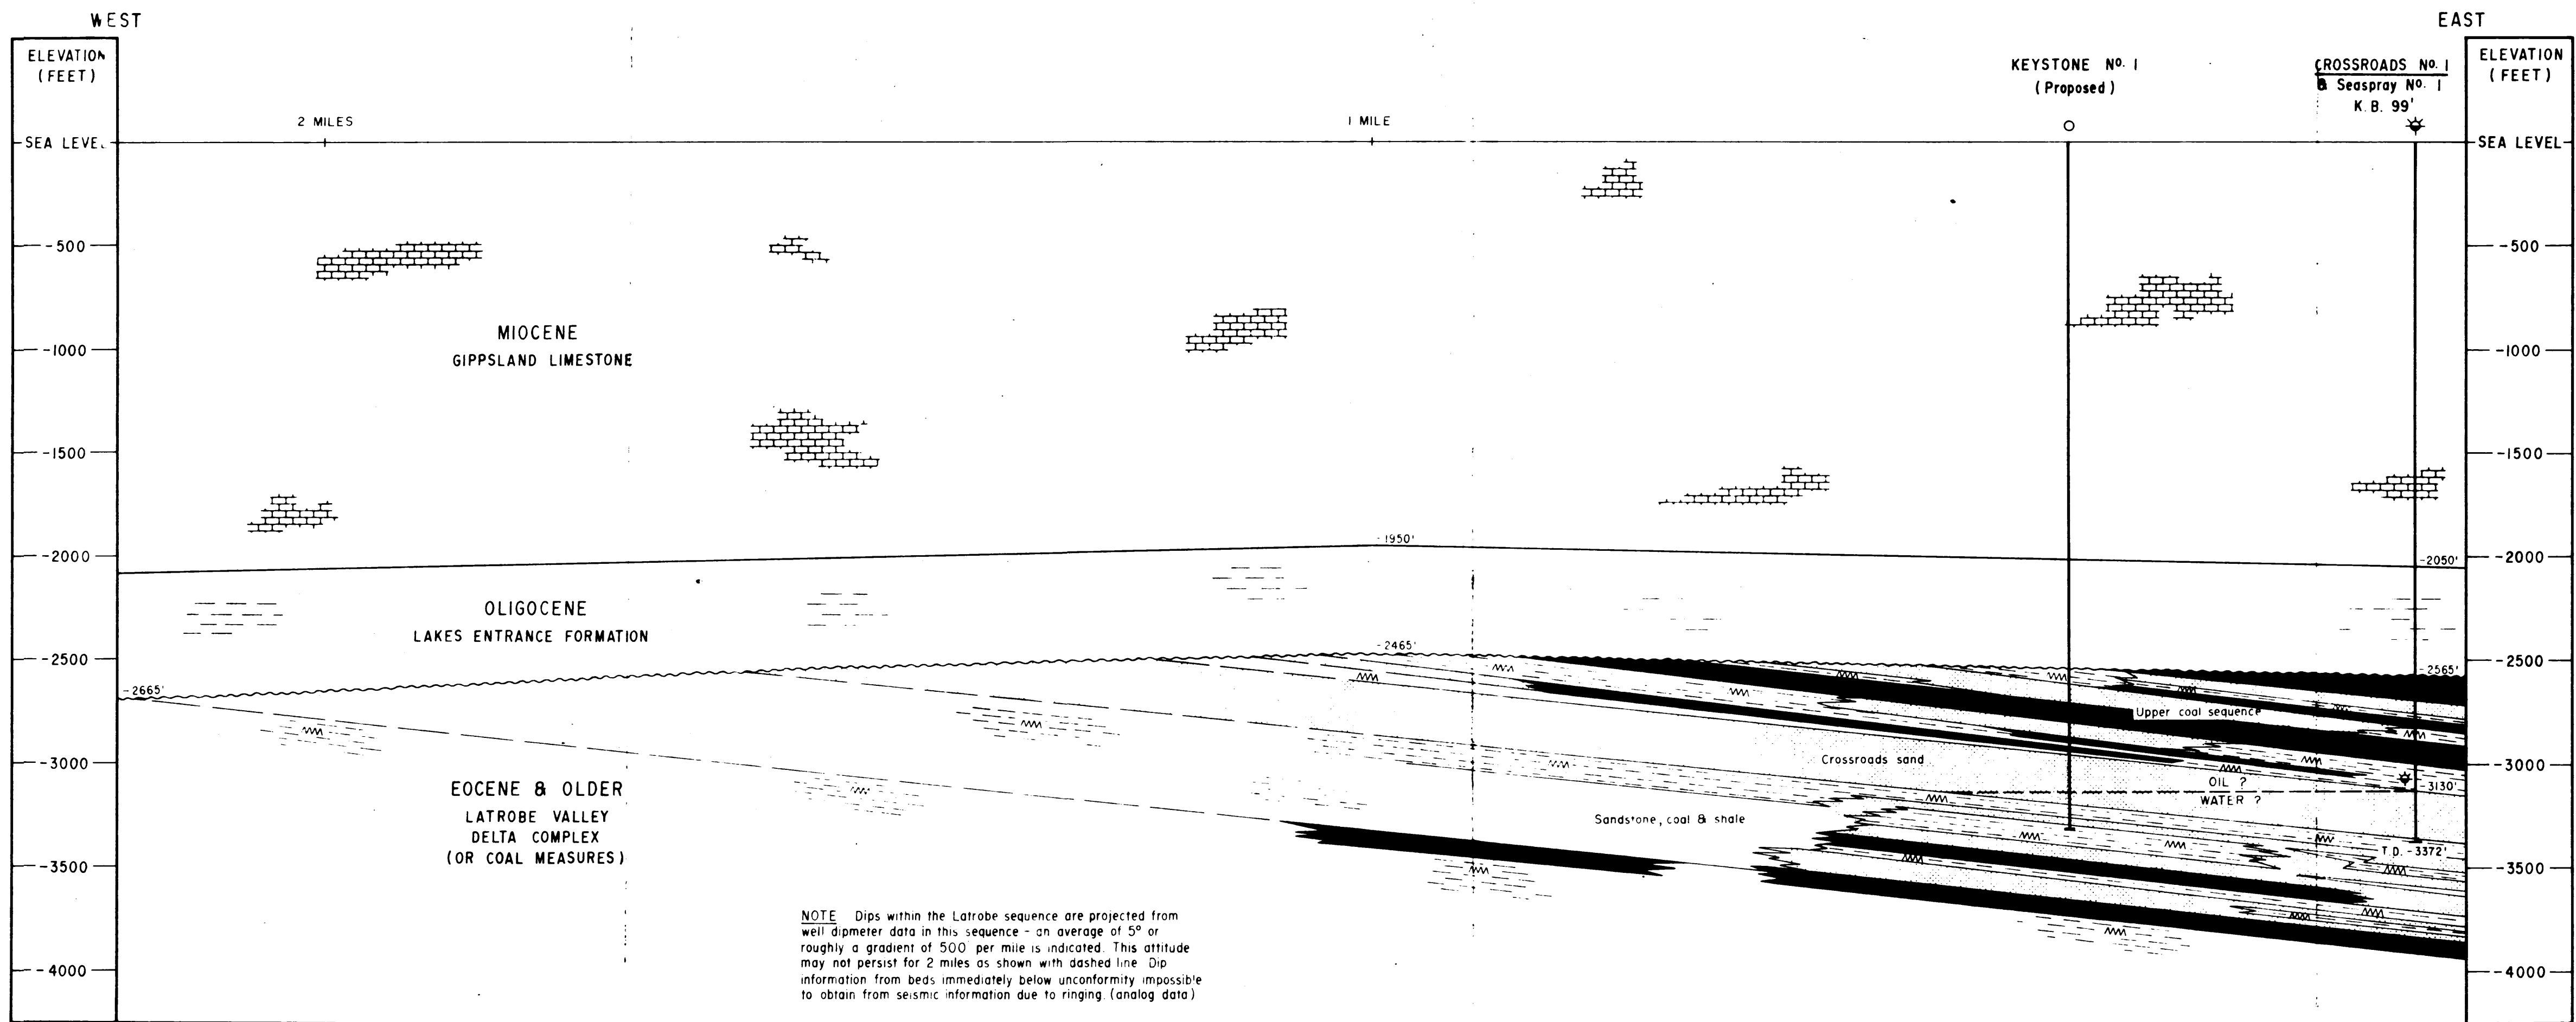 WEST
EAST
ELEVATION
(FEET)
SEA LEVEL
-500
-1000
-1500
-2000
-2500
-3000
-3500
-4000
2 MILES
1 MILE
KEYSTONE No. 1
(Proposed)
CROSSROADS No. 1
& Seaspray No. 1
K.B. 99'
ELEVATION
(FEET)
SEA LEVEL
-500
-1000
-1500
-2000
-2500
-3000
-3500
-4000
MIOCENE
GIPPSLAND LIMESTONE
-1950'
-2050'
OLIGOCENE
LAKES ENTRANCE FORMATION
-2465'
-2565'
-2665'
Upper coal sequence
Crossroads sand
OIL ?
-3130'
WATER ?
Sandstone, coal & shale
T.D. -3372'
EOCENE & OLDER
LATROBE VALLEY
DELTA COMPLEX
(OR COAL MEASURES)
NOTE Dips within the Latrobe sequence are projected from
well dipmeter data in this sequence - an average of 5° or
roughly a gradient of 500' per mile is indicated. This attitude
may not persist for 2 miles as shown with dashed line Dip
information from beds immediately below unconformity impossible
to obtain from seismic information due to ringing. (analog data)